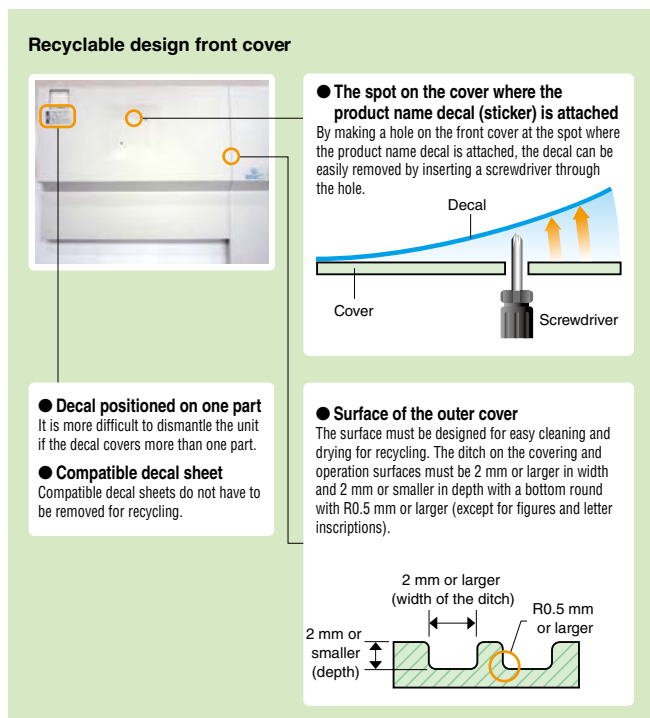 Recyclable design front cover
● The spot on the cover where the
product name decal (sticker) is attached
By making a hole on the front cover at the spot where
the product name decal is attached, the decal can be
easily removed by inserting a screwdriver through
the hole.
Decal
Cover
Screwdriver
● Decal positioned on one part
It is more difficult to dismantle the unit
if the decal covers more than one part.
● Compatible decal sheet
Compatible decal sheets do not have to
be removed for recycling.
● Surface of the outer cover
The surface must be designed for easy cleaning and
drying for recycling. The ditch on the covering and
operation surfaces must be 2 mm or larger in width
and 2 mm or smaller in depth with a bottom round
with R0.5 mm or larger (except for figures and letter
inscriptions).
2 mm or larger
(width of the ditch)
R0.5 mm
or larger
2 mm or
smaller
(depth)